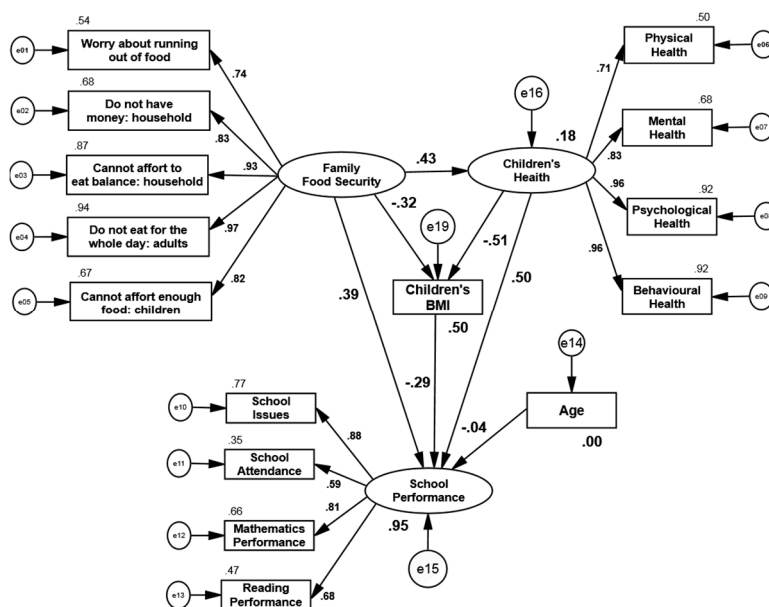 .54
e01
Worry about running
out of food
.74
.68
e02
Do not have
money: household
.83
.87
e03
Cannot affort to
eat balance: household
.93
.94
e04
Do not eat for the
whole day: adults
.97
.67
e05
Cannot affort enough
food: children
.82
Family
Food Security
.43
e16
.18
Children's
Health
.50
Physical
Health
e06
.71
.68
Mental
Health
e07
.83
.92
Psychological
Health
.96
.92
Behavioural
Health
e09
.96
-.32
e19
-.51
Children's
BMI
.50
.39
.50
-.29
e14
Age
.00
-.04
.77
e10
School
Issues
.88
.35
e11
School
Attendance
.59
.66
e12
Mathematics
Performance
.81
.47
e13
Reading
Performance
.68
School
Performance
.95
e15